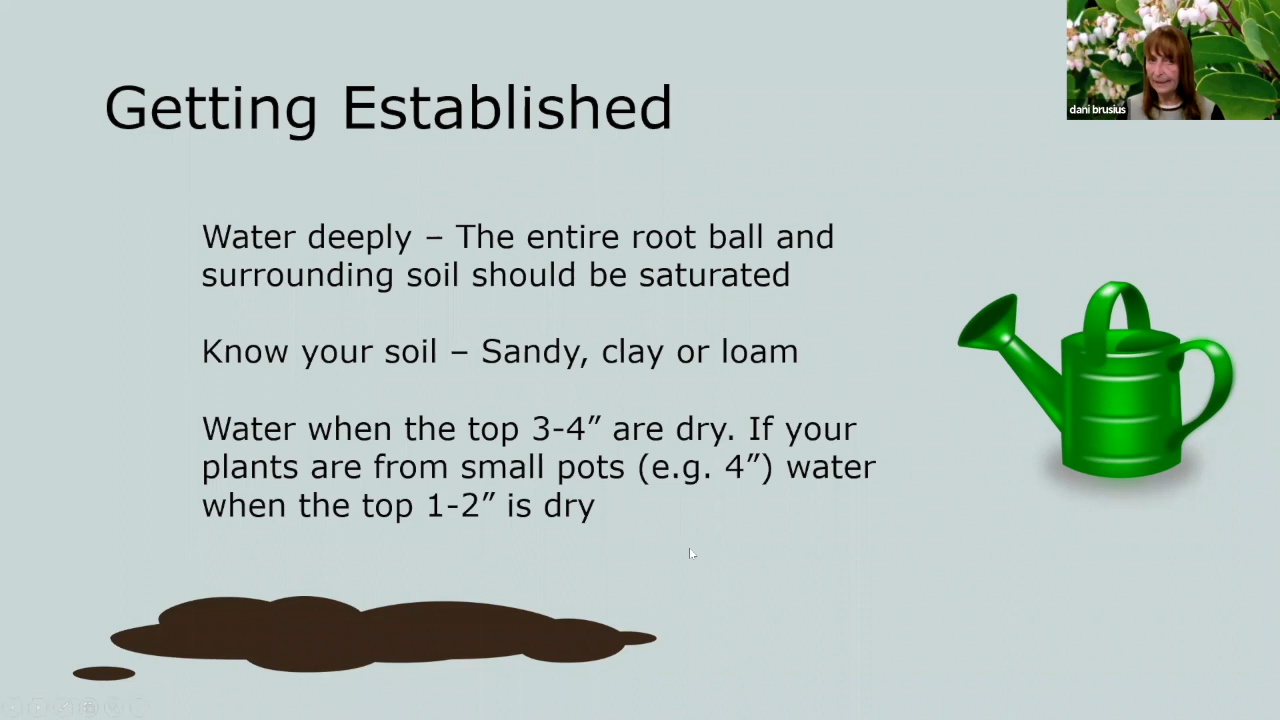 dani brusius
Getting Established
Water deeply – The entire root ball and
surrounding soil should be saturated
Know your soil – Sandy, clay or loam
Water when the top 3-4” are dry. If your
plants are from small pots (e.g. 4”) water
when the top 1-2” is dry